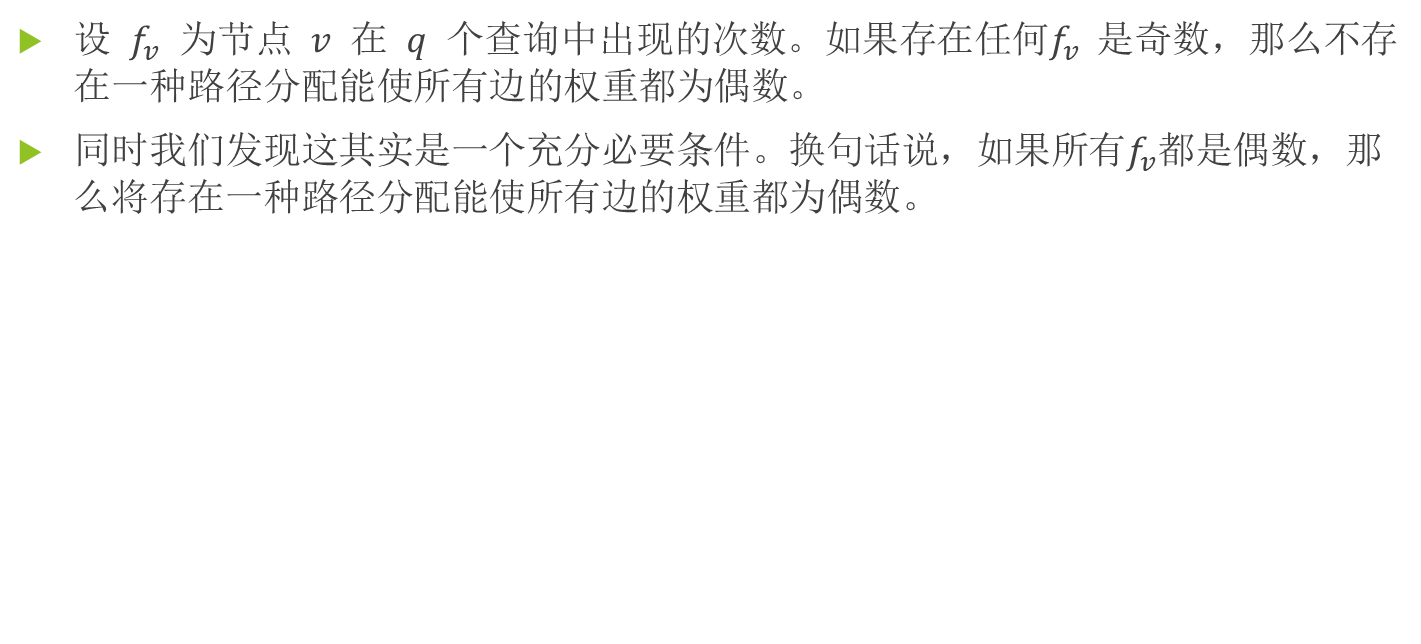 设 𝑓𝑣 为节点 𝑣 在 𝑞 个查询中出现的次数。如果存在任何𝑓𝑣 是奇数，那么不存
在一种路径分配能使所有边的权重都为偶数。
同时我们发现这其实是一个充分必要条件。换句话说，如果所有𝑓𝑣都是偶数，那
么将存在一种路径分配能使所有边的权重都为偶数。